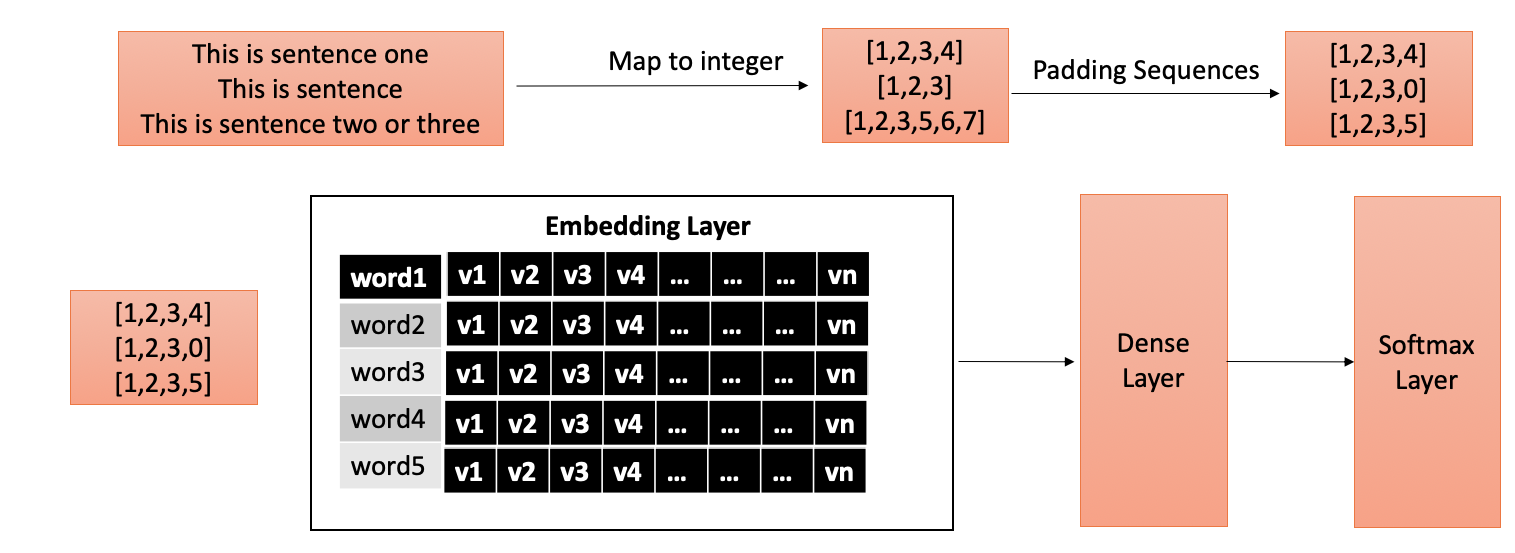 This is sentence one
This is sentence
This is sentence two or three
Map to integer
[1,2,3,4]
[1,2,3]
[1,2,3,5,6,7]
Padding Sequences
[1,2,3,4]
[1,2,3,0]
[1,2,3,5]
[1,2,3,4]
[1,2,3,0]
[1,2,3,5]
Embedding Layer
word1 v1 v2 v3 v4 ... ... ... vn
word2 v1 v2 v3 v4 ... ... ... vn
word3 v1 v2 v3 v4 ... ... ... vn
word4 v1 v2 v3 v4 ... ... ... vn
word5 v1 v2 v3 v4 ... ... ... vn
Dense
Layer
Softmax
Layer